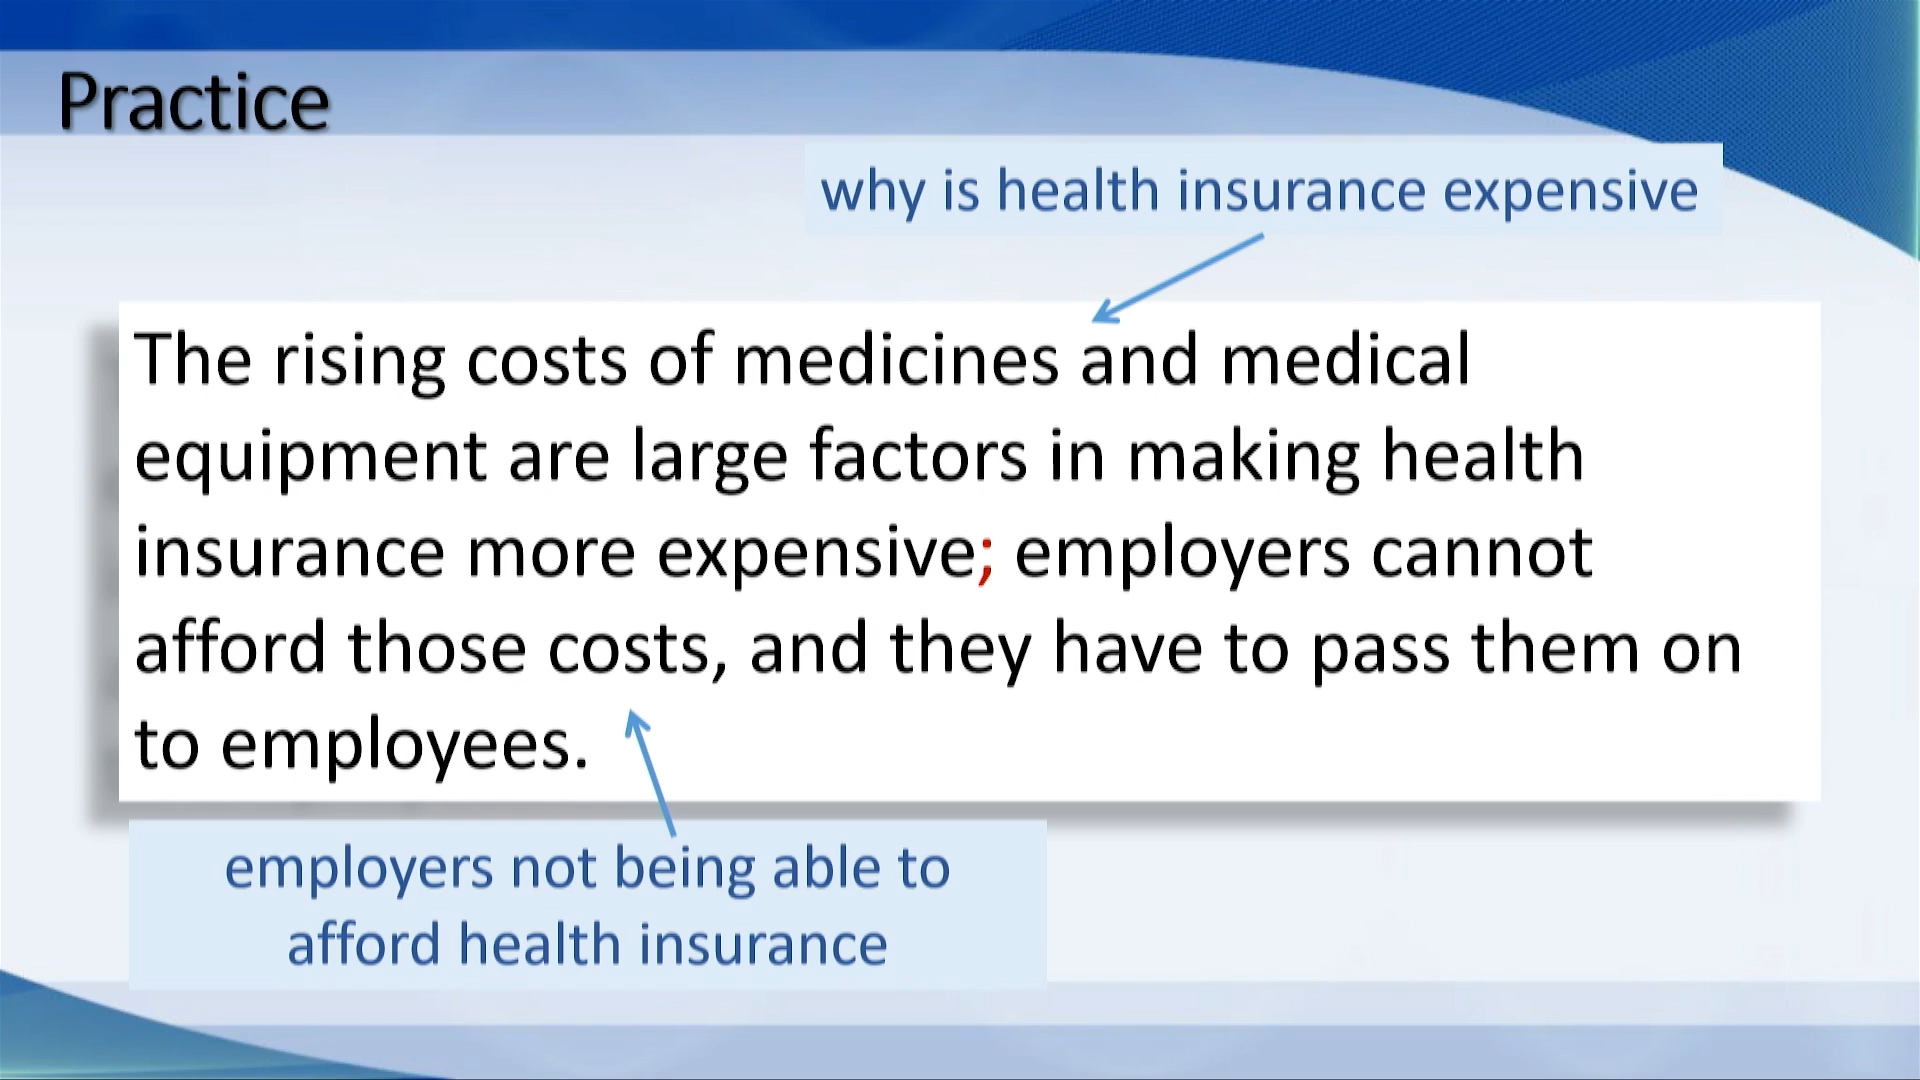 Practice
why is health insurance expensive
The rising costs of medicines and medical
equipment are large factors in making health
insurance more expensive; employers cannot
afford those costs, and they have to pass them on
to employees.
employers not being able to
afford health insurance